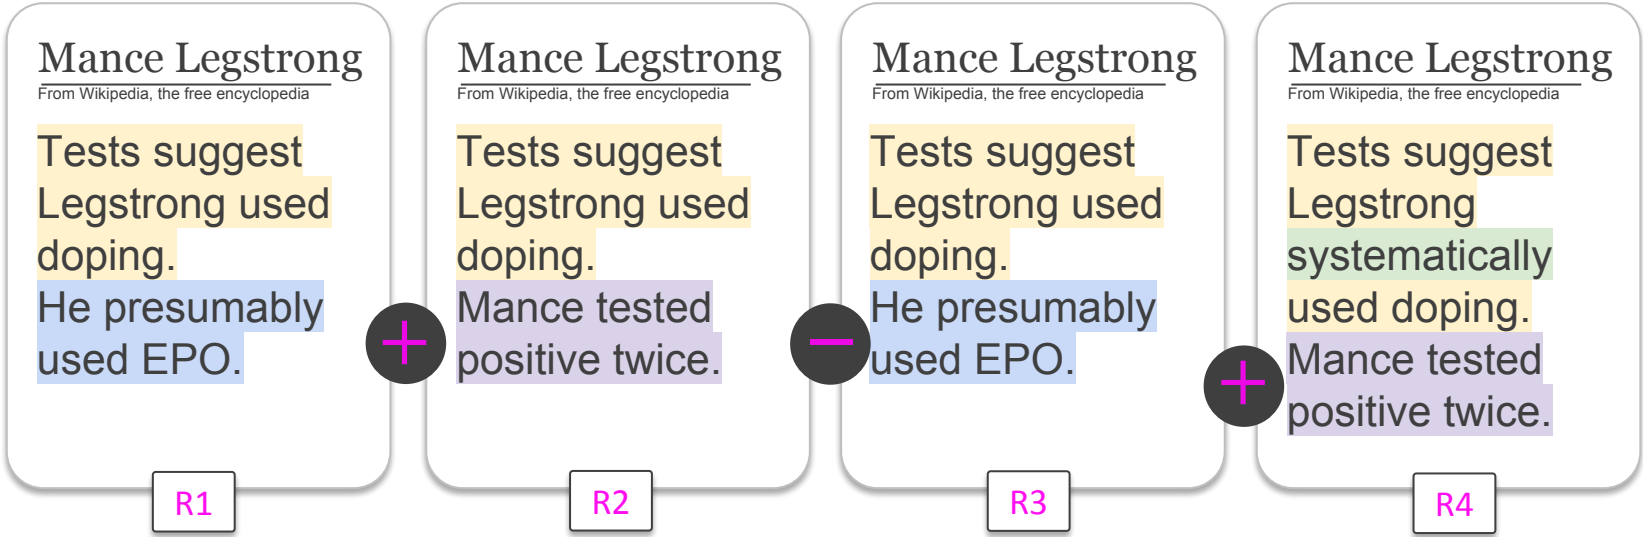 Mance Legstrong
From Wikipedia, the free encyclopedia
Tests suggest
Legstrong used
doping.
He presumably
used EPO.
R1
+
Mance Legstrong
From Wikipedia, the free encyclopedia
Tests suggest
Legstrong used
doping.
Mance tested
positive twice.
R2
−
Mance Legstrong
From Wikipedia, the free encyclopedia
Tests suggest
Legstrong used
doping.
He presumably
used EPO.
R3
+
Mance Legstrong
From Wikipedia, the free encyclopedia
Tests suggest
Legstrong
systematically
used doping.
Mance tested
positive twice.
R4